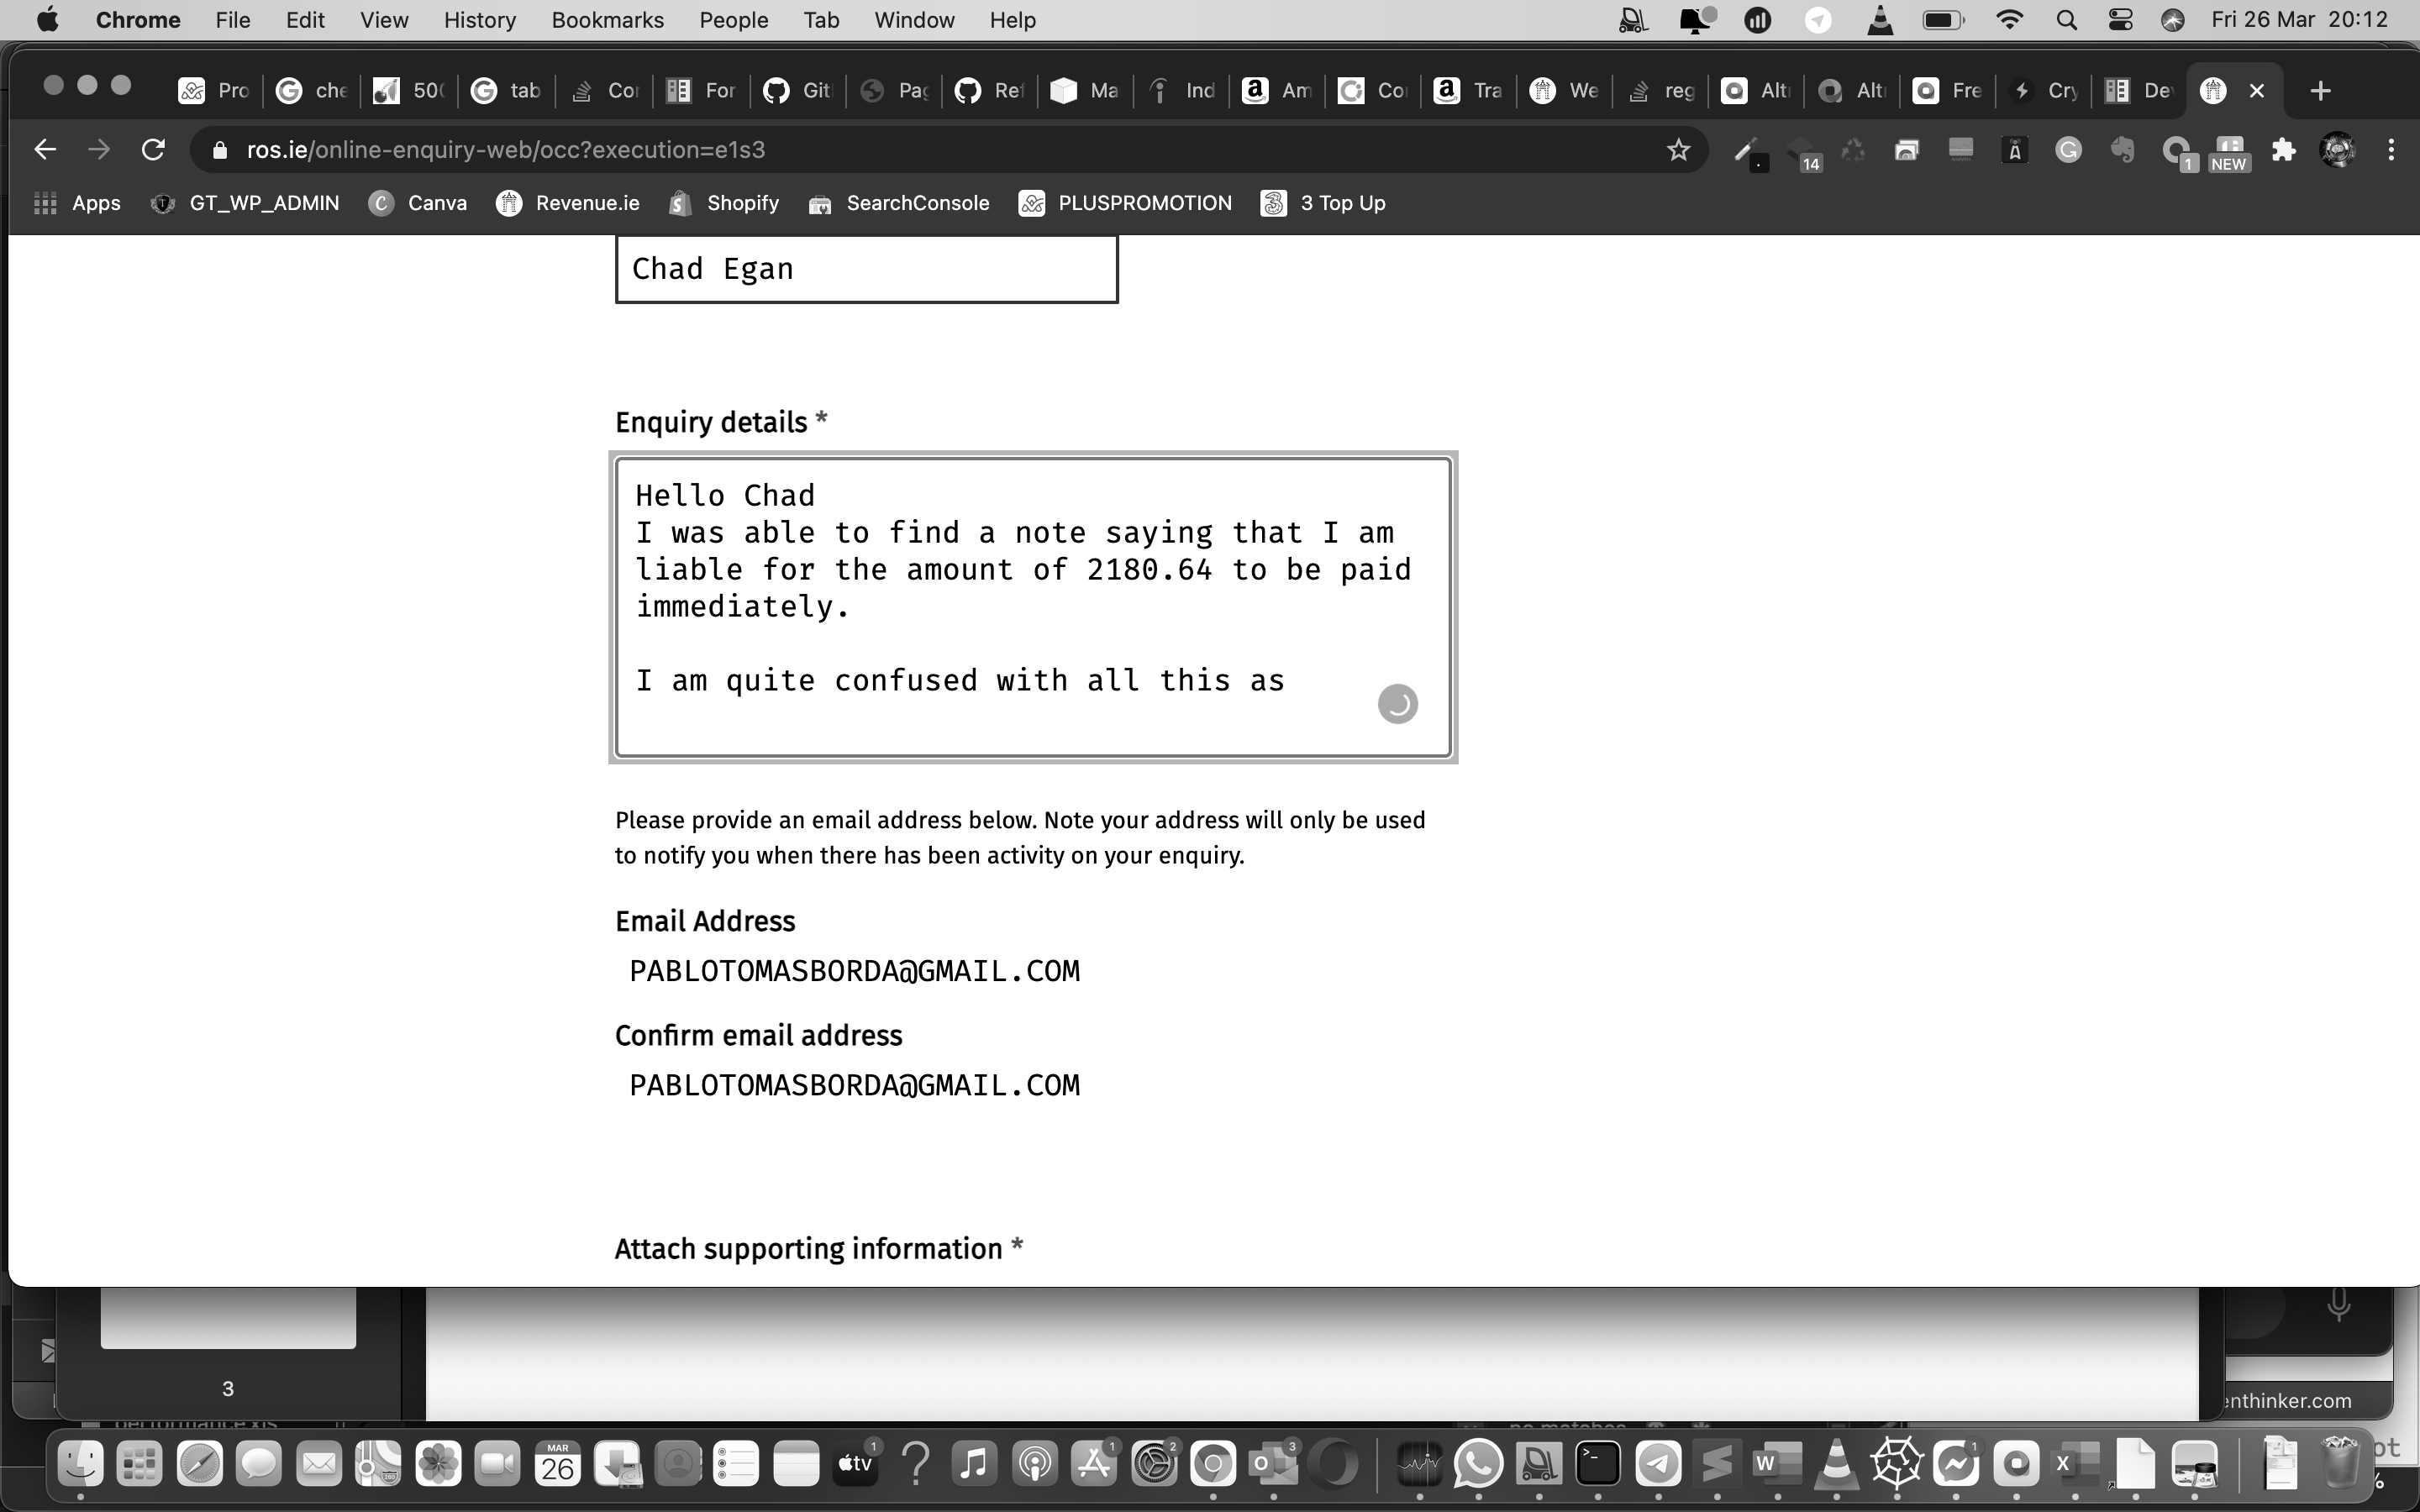 Chrome File Edit View History Bookmarks People Tab Window Help Fri 26 Mar 20:12
Pro che 50( tab Cor For Git Pag Ref Ma Ind Am Co Tra We reg Alt Alt Fre Cry De
ros.ie/online-enquiry-web/occ?execution=e1s3 14 1 NEW
Apps GT_WP_ADMIN Canva Revenue.ie Shopify SearchConsole PLUSPROMOTION 3 Top Up
Chad Egan
Enquiry details *
Hello Chad
I was able to find a note saying that I am
liable for the amount of 2180.64 to be paid
immediately.
I am quite confused with all this as
Please provide an email address below. Note your address will only be used
to notify you when there has been activity on your enquiry.
Email Address
PABLOTOMASBORDA@GMAIL.COM
Confirm email address
PABLOTOMASBORDA@GMAIL.COM
Attach supporting information *
3
enthinker.com
MAR
26
tv